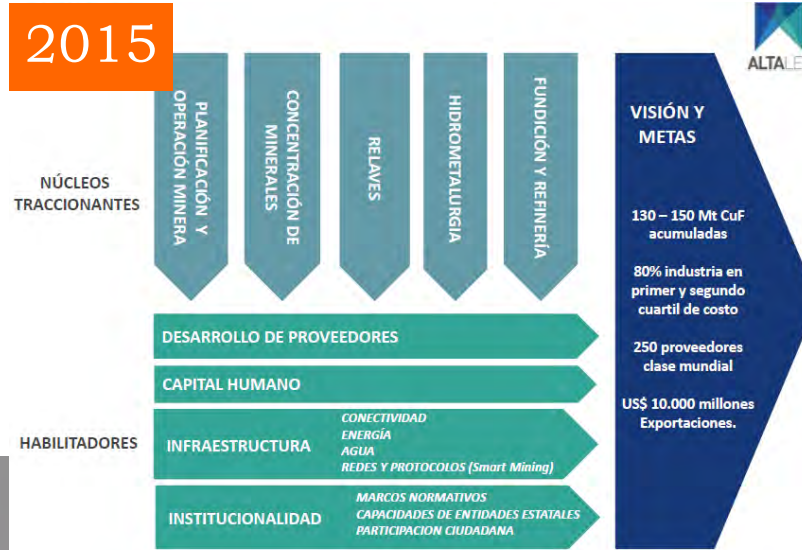 2015
ALTALE
NÚCLEOS
TRACCIONANTES
PLANIFICACIÓN Y
OPERACIÓN MINERA
CONCENTRACIÓN DE
MINERALES
RELAVES
HIDROMETALURGIA
FUNDICIÓN Y REFINERÍA
VISIÓN Y
METAS
130 – 150 Mt CuF
acumuladas
80% industria en
primer y segundo
cuartil de costo
250 proveedores
clase mundial
US$ 10.000 millones
Exportaciones.
HABILITADORES
DESARROLLO DE PROVEEDORES
CAPITAL HUMANO
INFRAESTRUCTURA
CONECTIVIDAD
ENERGÍA
AGUA
REDES Y PROTOCOLOS (Smart Mining)
INSTITUCIONALIDAD
MARCOS NORMATIVOS
CAPACIDADES DE ENTIDADES ESTATALES
PARTICIPACION CIUDADANA